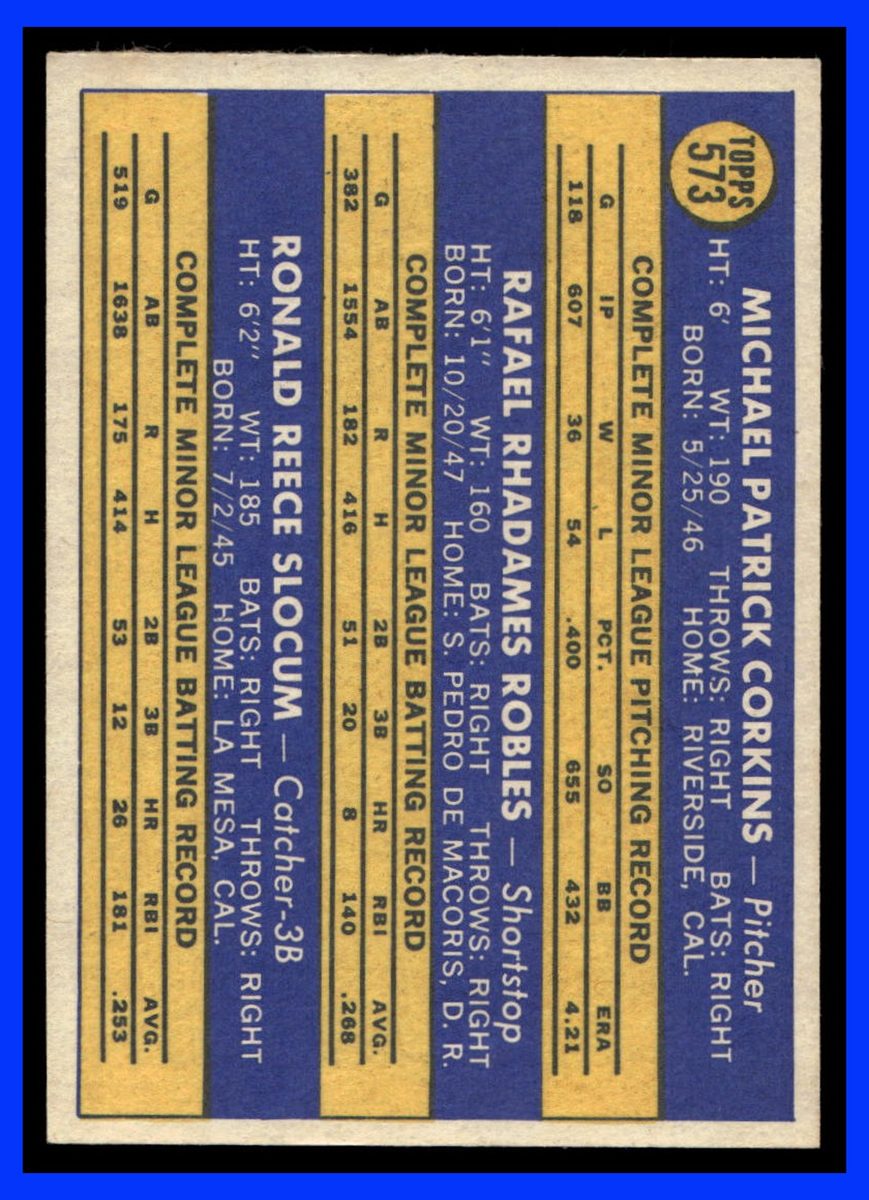 TOPPS
573
MICHAEL PATRICK CORKINS — Pitcher
HT: 6' WT: 190 THROWS: RIGHT BATS: RIGHT
BORN: 5/25/46 HOME: RIVERSIDE, CAL.
COMPLETE MINOR LEAGUE PITCHING RECORD
G IP W L PCT. SO BB ERA
118 607 36 54 .400 655 432 4.21
RAFAEL RHADAMES ROBLES — Shortstop
HT: 6'1" WT: 160 BATS: RIGHT THROWS: RIGHT
BORN: 10/20/47 HOME: S. PEDRO DE MACORIS, D. R.
COMPLETE MINOR LEAGUE BATTING RECORD
G AB R H 2B 3B HR RBI AVG.
382 1554 182 416 51 20 8 140 .268
RONALD REECE SLOCUM — Catcher-3B
HT: 6'2" WT: 185 BATS: RIGHT THROWS: RIGHT
BORN: 7/2/45 HOME: LA MESA, CAL.
COMPLETE MINOR LEAGUE BATTING RECORD
G AB R H 2B 3B HR RBI AVG.
519 1638 175 414 53 12 26 181 .253